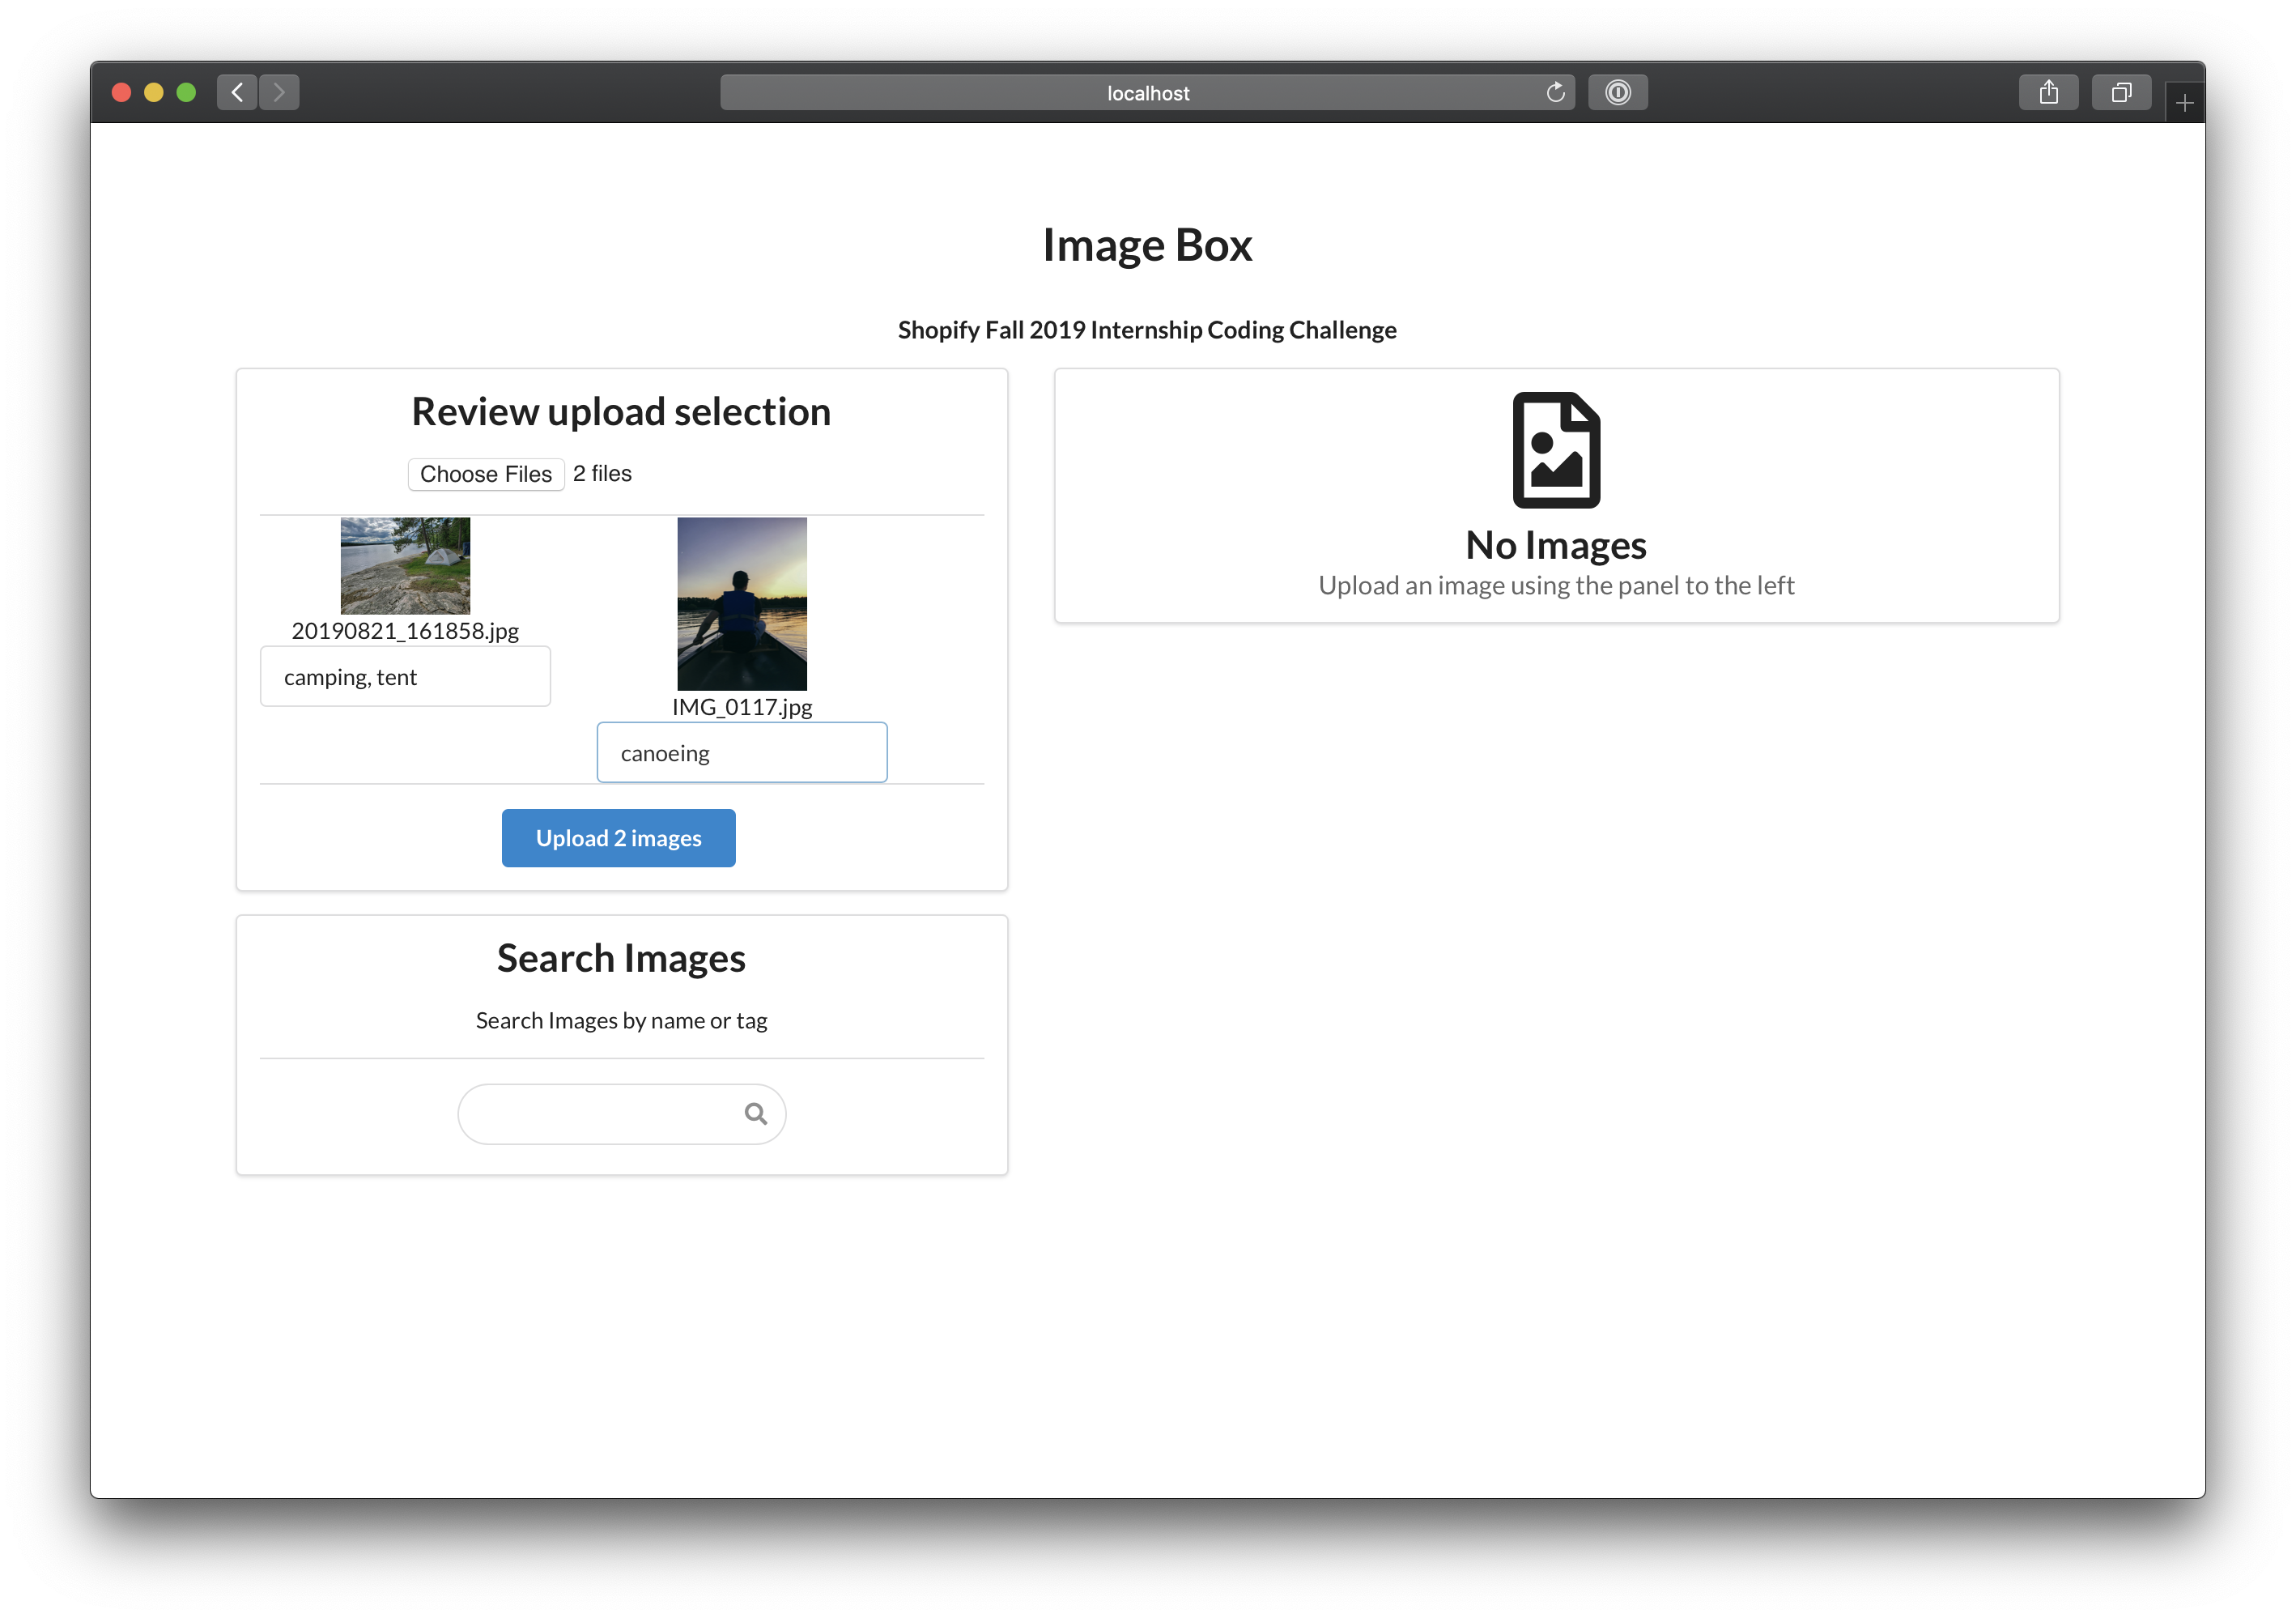 localhost
Image Box
Shopify Fall 2019 Internship Coding Challenge
Review upload selection
Choose Files 2 files
20190821_161858.jpg
camping, tent
IMG_0117.jpg
canoeing
Upload 2 images
Search Images
Search Images by name or tag
No Images
Upload an image using the panel to the left